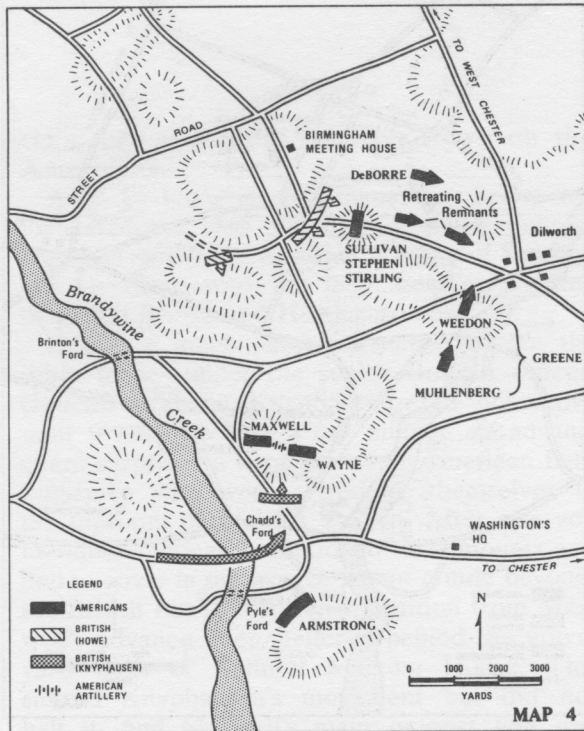 TO WEST CHESTER
STREET ROAD
BIRMINGHAM
MEETING HOUSE
DeBORRE
Retreating
Remnants
SULLIVAN
STEPHEN
STIRLING
Dilworth
Brandywine
Creek
Brinton's
Ford
WEEDON
GREENE
MUHLENBERG
MAXWELL
WAYNE
Chadd's
Ford
WASHINGTON'S
HQ
TO CHESTER
Pyle's
Ford
ARMSTRONG
LEGEND
AMERICANS
BRITISH
(HOWE)
BRITISH
(KNYPHAUSEN)
AMERICAN
ARTILLERY
N
0 1000 2000 3000
YARDS
MAP 4